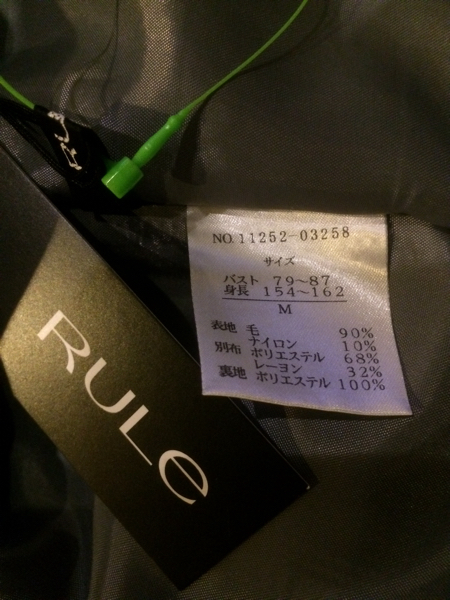 NO.11252-03258
サイズ
バスト 79〜87
身長 154〜162
M
表地 毛 90%
ナイロン 10%
別布 ポリエステル 68%
レーヨン 32%
裏地 ポリエステル 100%
RULe